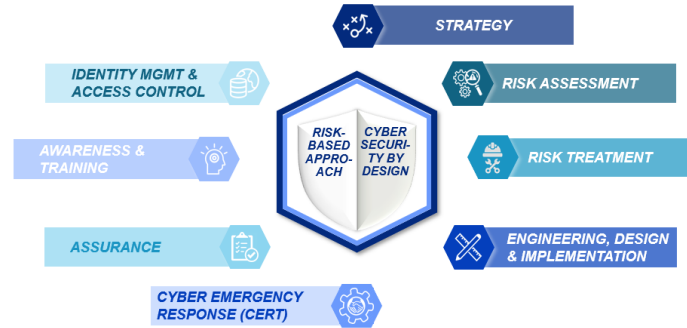 STRATEGY
IDENTITY MGMT &
ACCESS CONTROL
RISK ASSESSMENT
RISK-
BASED
APPRO-
ACH
CYBER
SECURI-
TY BY
DESIGN
AWARENESS &
TRAINING
RISK TREATMENT
ASSURANCE
ENGINEERING, DESIGN
& IMPLEMENTATION
CYBER EMERGENCY
RESPONSE (CERT)